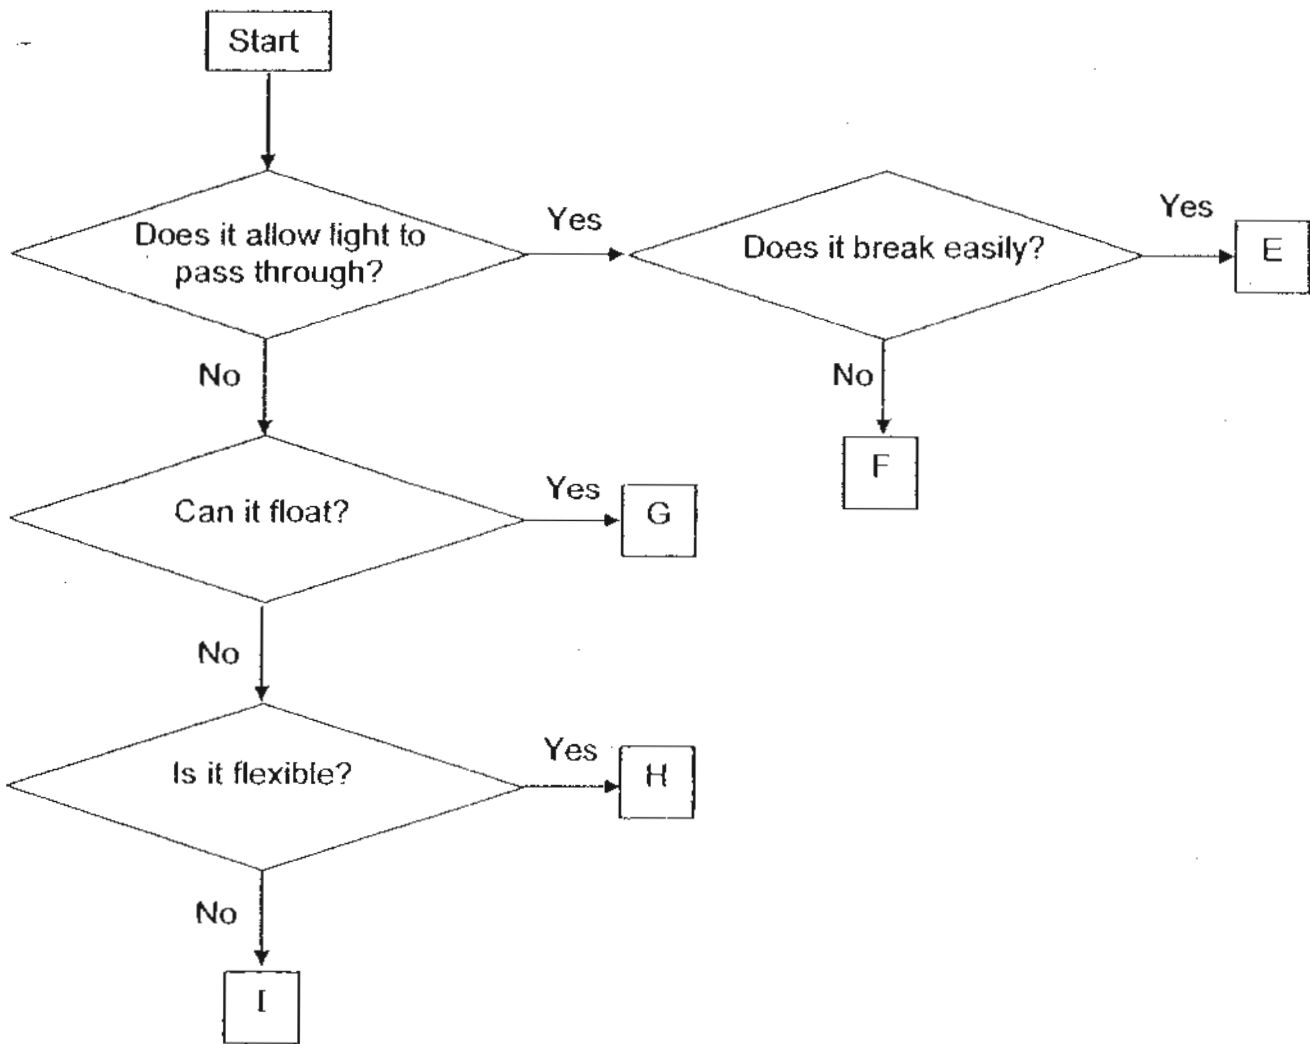 Start
Does it allow light to
pass through?
Yes
Does it break easily?
Yes
E
No
No
F
Can it float?
Yes
G
No
Is it flexible?
Yes
H
No
I